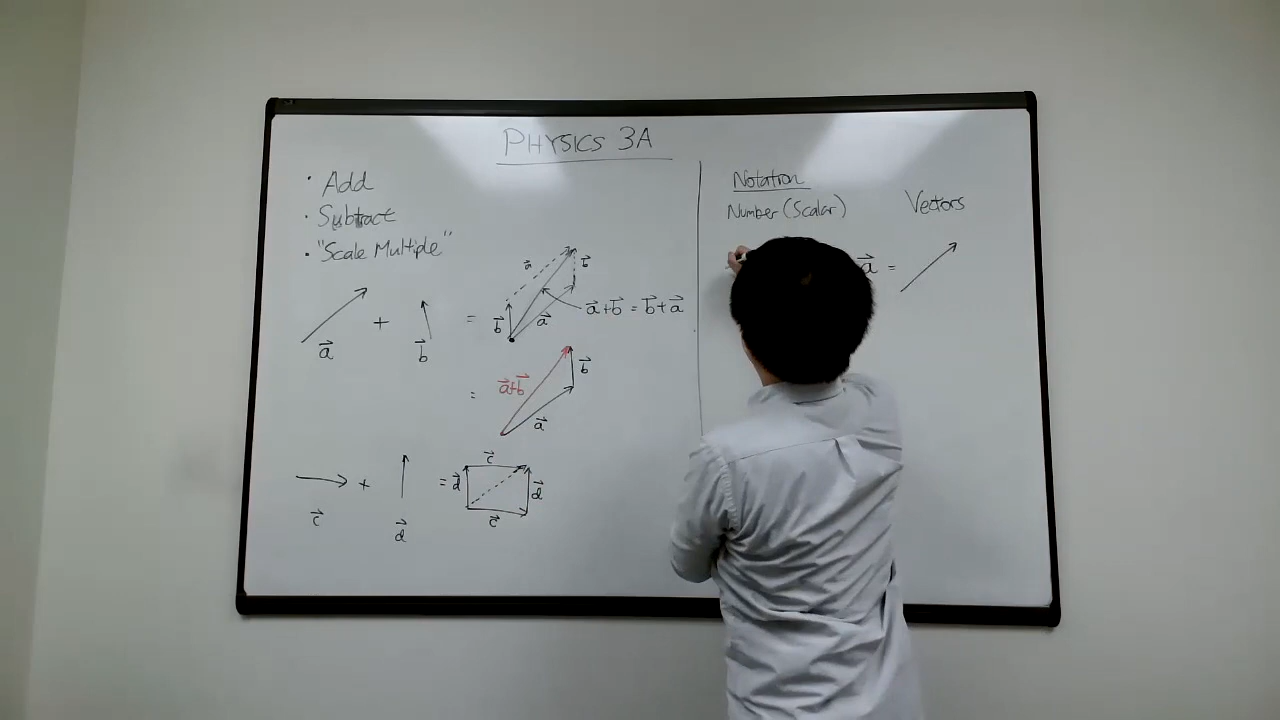 PHYSICS 3A
· Add
· Subtract
· "Scale Multiple"
a⃗ + b⃗
= b⃗ a⃗ a⃗ b⃗
a⃗+b⃗ = b⃗+a⃗
= a⃗+b⃗ a⃗ b⃗
c⃗ + d⃗ = d⃗ c⃗ c⃗ d⃗
Notation
Number (Scalar)
Vectors
a⃗ =